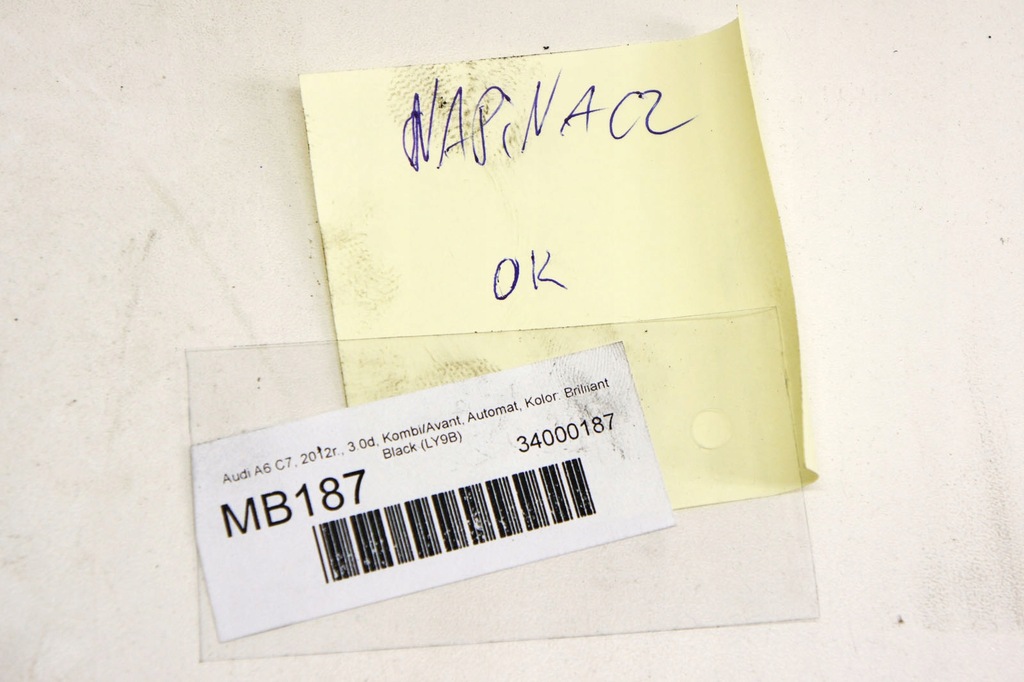 NAPiNACZ
OK
Audi A6 C7, 2012r., 3.0d, Kombi/Avant, Automat, Kolor: Brilliant
Black (LY9B)
34000187
MB187